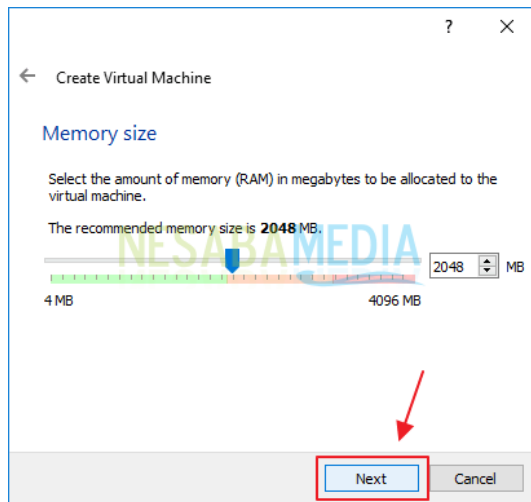 ?
Create Virtual Machine
Memory size
Select the amount of memory (RAM) in megabytes to be allocated to the
virtual machine.
The recommended memory size is 2048 MB.
NESABAMEDIA
2048 MB
4 MB 4096 MB
Next Cancel